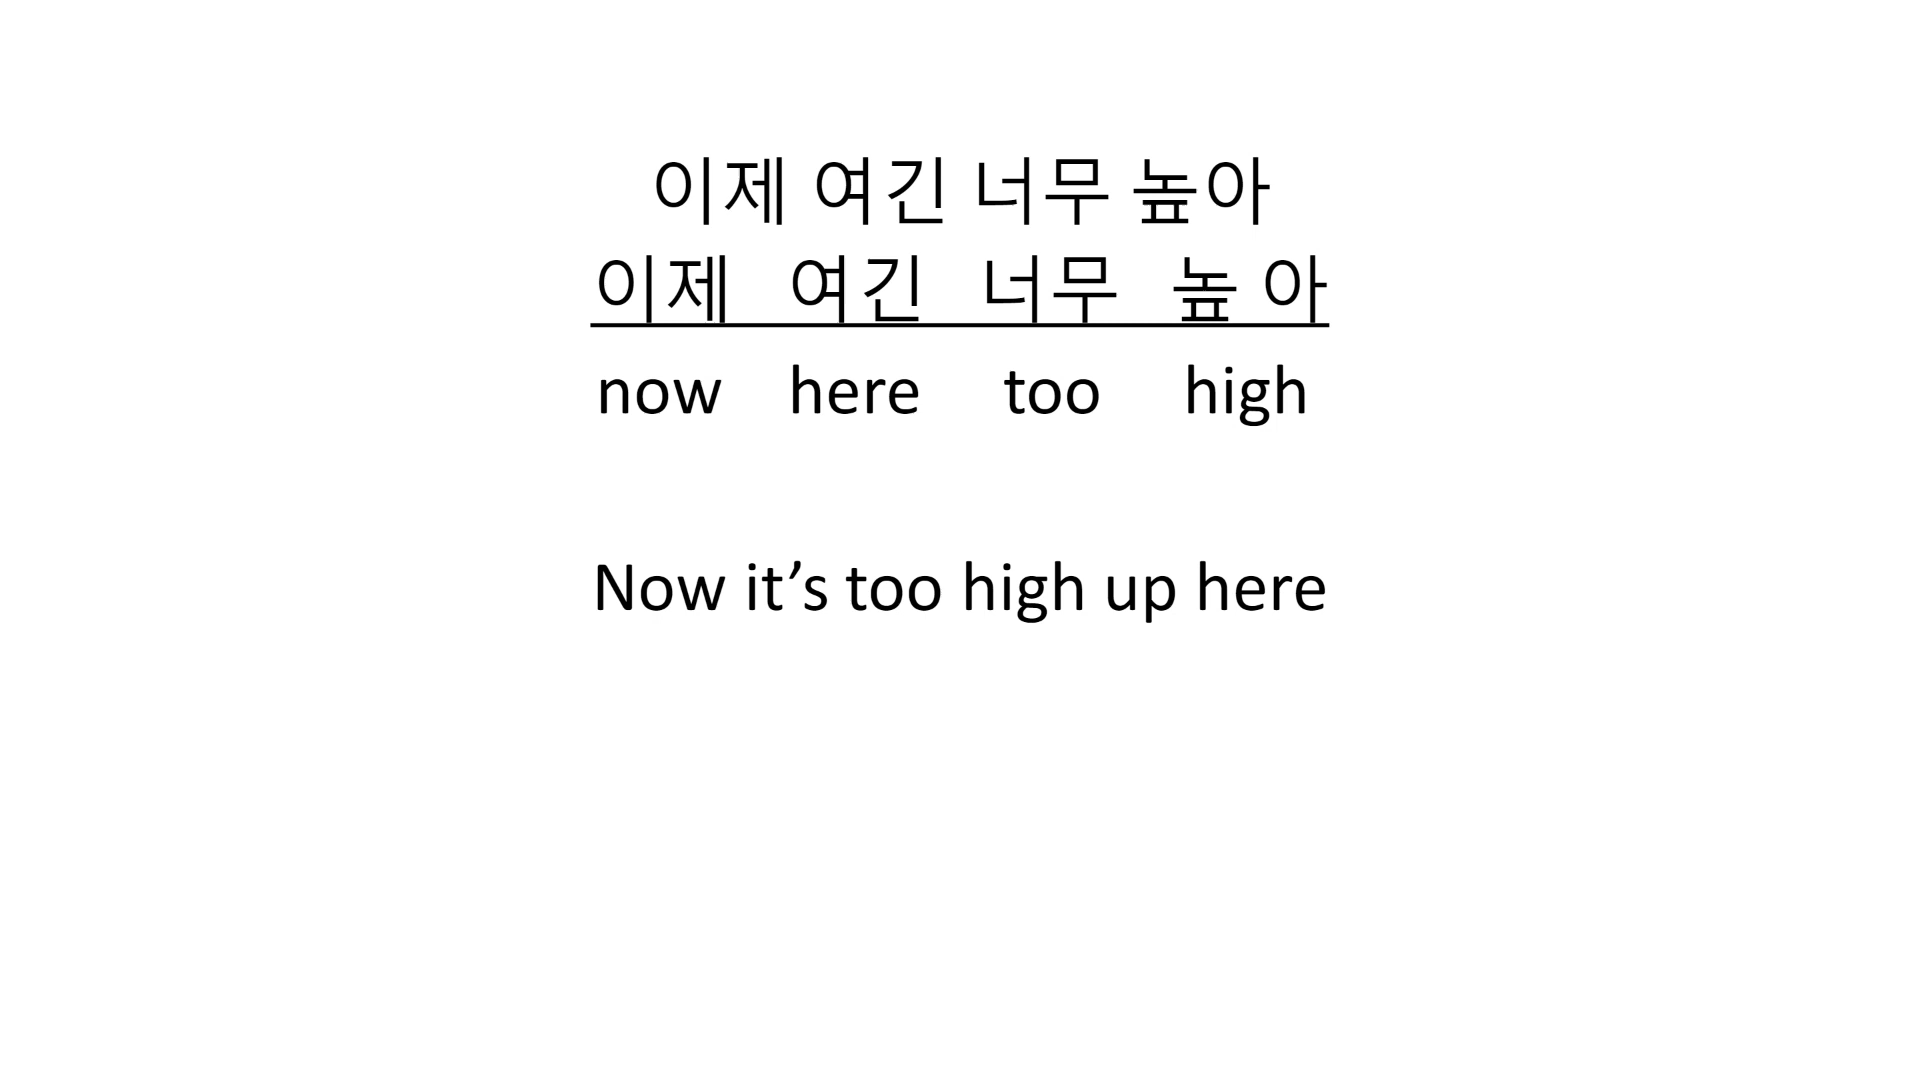 이제 여긴 너무 높아
이제 여긴 너무 높 아
now here too high
Now it’s too high up here